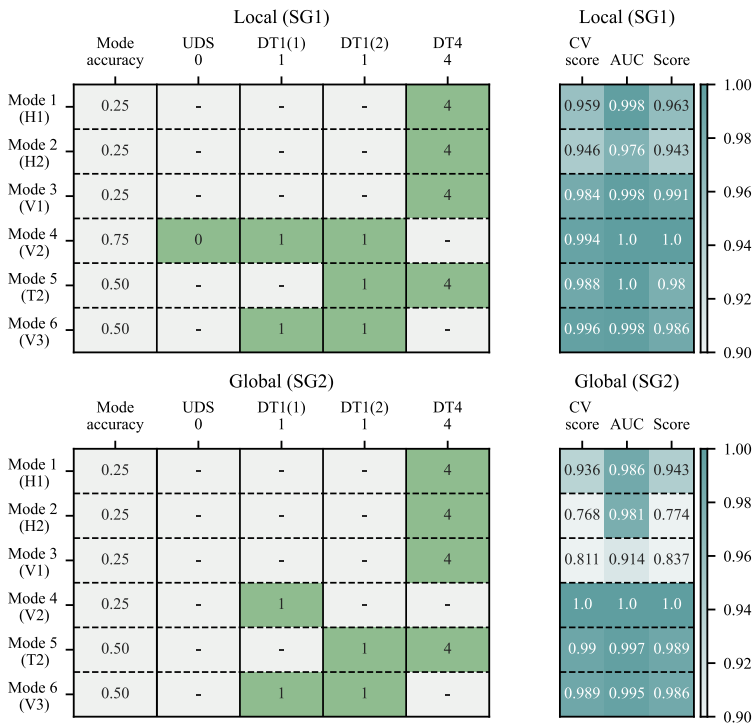 Local (SG1)
Local (SG1)
Mode accuracy
UDS 0
DT1(1) 1
DT1(2) 1
DT4 4
CV score
AUC
Score
Mode 1 (H1)
0.25 - - - 4
0.959 0.998 0.963
Mode 2 (H2)
0.25 - - - 4
0.946 0.976 0.943
Mode 3 (V1)
0.25 - - - 4
0.984 0.998 0.991
Mode 4 (V2)
0.75 0 1 1 -
0.994 1.0 1.0
Mode 5 (T2)
0.50 - - 1 4
0.988 1.0 0.98
Mode 6 (V3)
0.50 - 1 1 -
0.996 0.998 0.986
1.00
0.98
0.96
0.94
0.92
0.90
Global (SG2)
Global (SG2)
Mode accuracy
UDS 0
DT1(1) 1
DT1(2) 1
DT4 4
CV score
AUC
Score
Mode 1 (H1)
0.25 - - - 4
0.936 0.986 0.943
Mode 2 (H2)
0.25 - - - 4
0.768 0.981 0.774
Mode 3 (V1)
0.25 - - - 4
0.811 0.914 0.837
Mode 4 (V2)
0.25 - 1 - -
1.0 1.0 1.0
Mode 5 (T2)
0.50 - - 1 4
0.99 0.997 0.989
Mode 6 (V3)
0.50 - 1 1 -
0.989 0.995 0.986
1.00
0.98
0.96
0.94
0.92
0.90